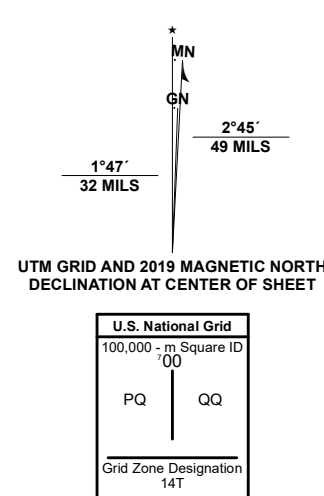 ★
MN
GN
2°45´
49 MILS
1°47´
32 MILS
UTM GRID AND 2019 MAGNETIC NORTH
DECLINATION AT CENTER OF SHEET
U.S. National Grid
100,000 - m Square ID
⁷00
PQ QQ
Grid Zone Designation
14T